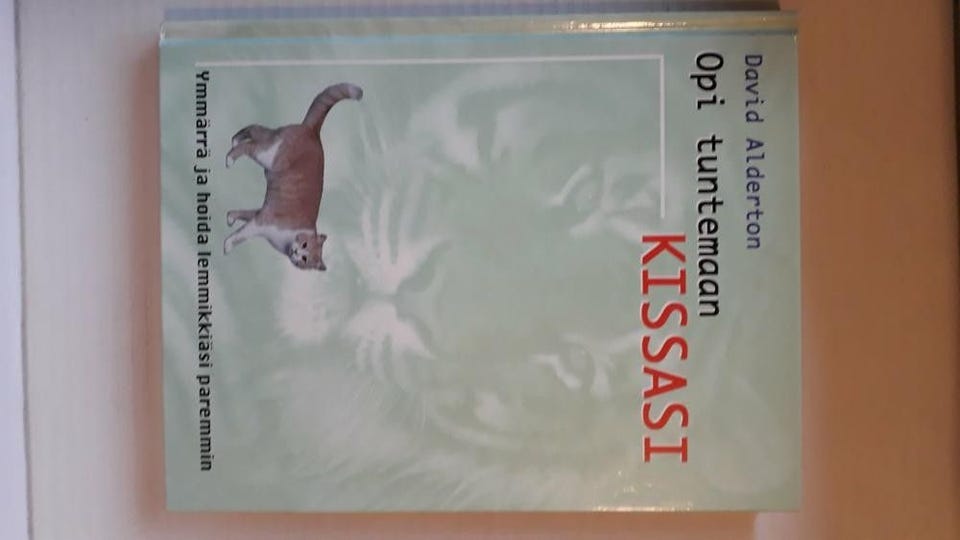 David Alderton
Opi tuntemaan
KISSASI
Ymmärrä ja hoida lemmikkiäsi paremmin